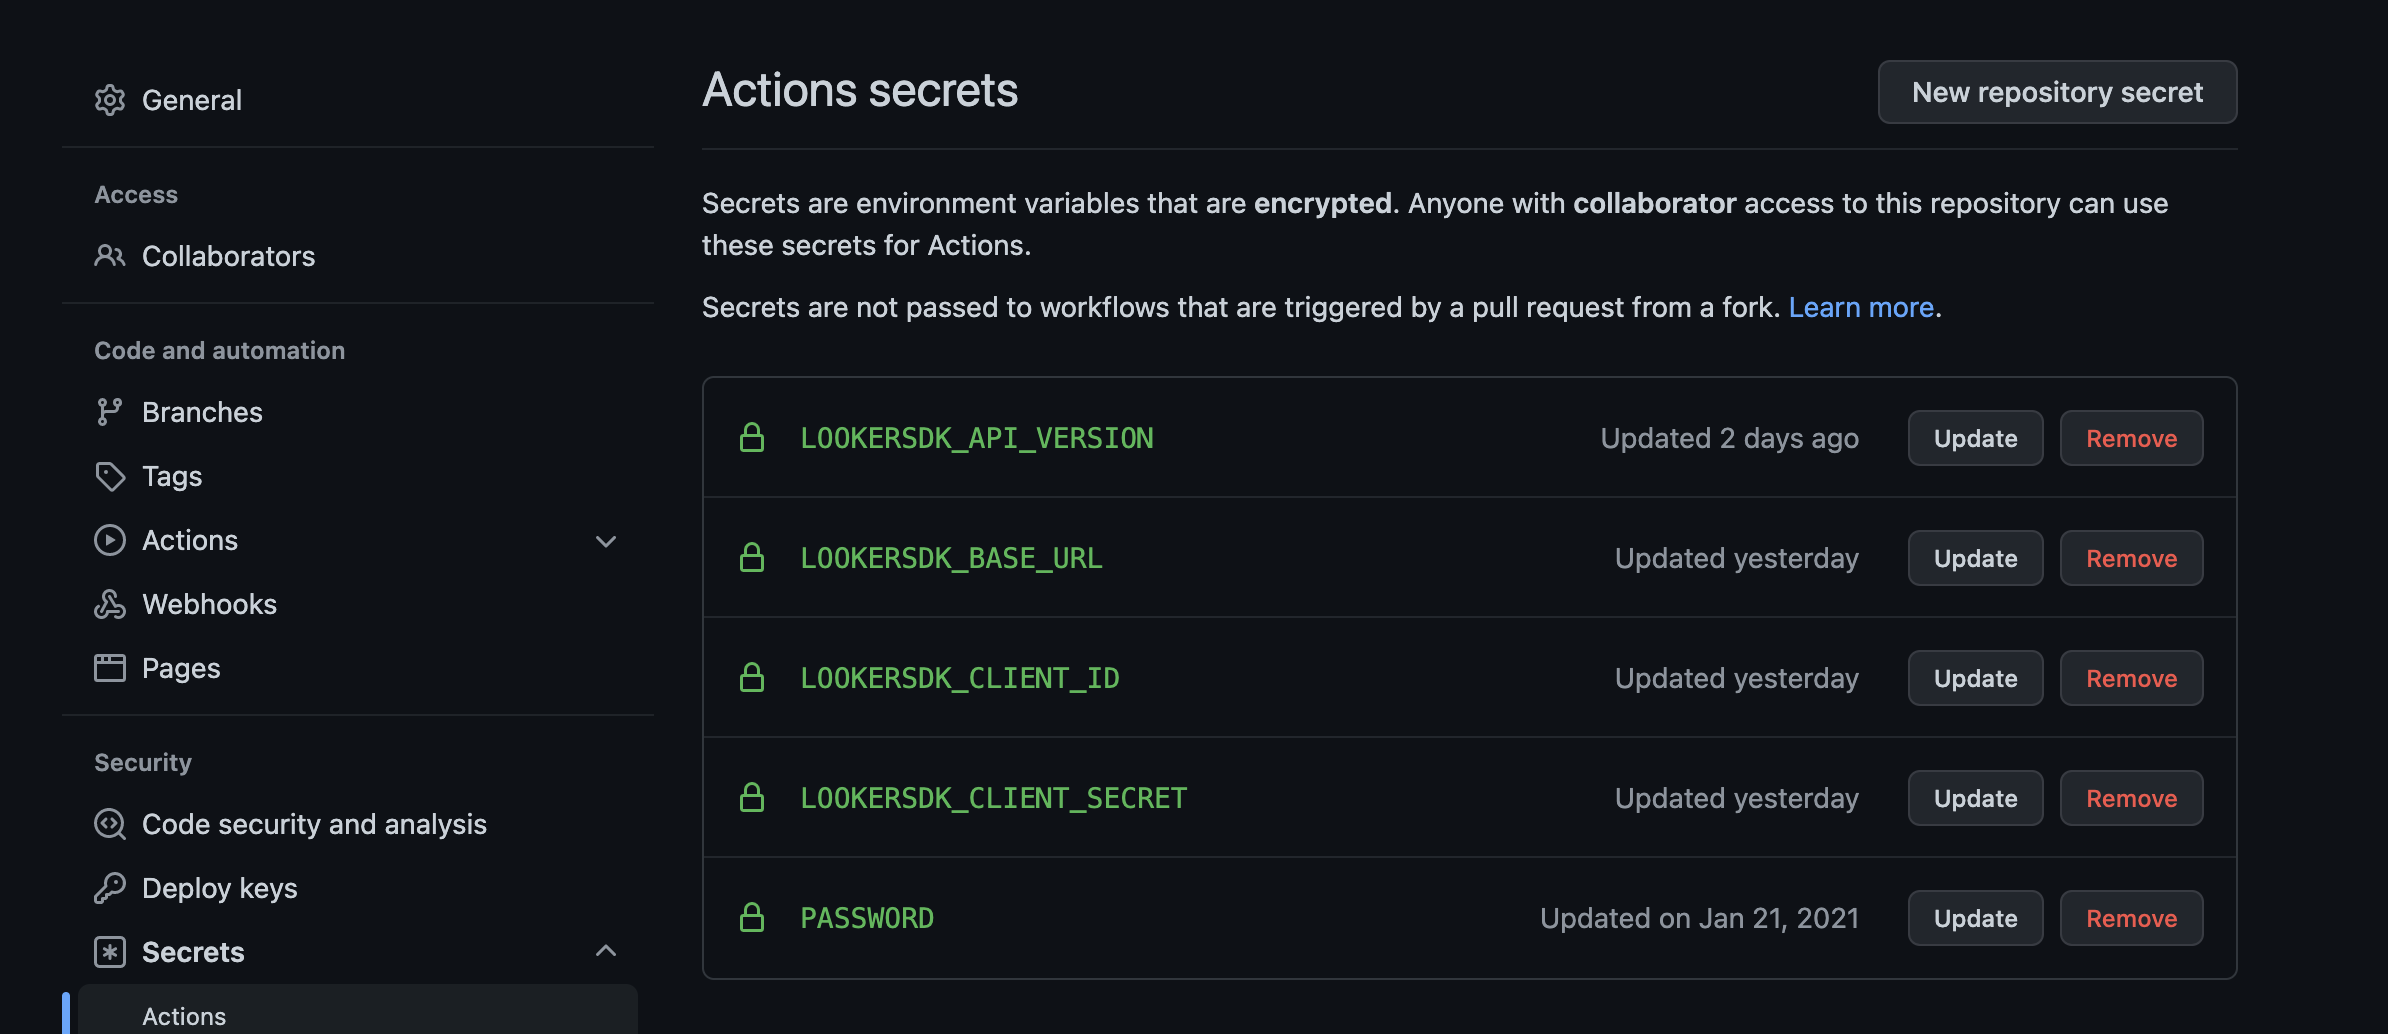 General
Access
Collaborators
Code and automation
Branches
Tags
Actions
Webhooks
Pages
Security
Code security and analysis
Deploy keys
Secrets
Actions
Actions secrets
New repository secret
Secrets are environment variables that are encrypted. Anyone with collaborator access to this repository can use
these secrets for Actions.
Secrets are not passed to workflows that are triggered by a pull request from a fork. Learn more.
LOOKERSDK_API_VERSION Updated 2 days ago Update Remove
LOOKERSDK_BASE_URL Updated yesterday Update Remove
LOOKERSDK_CLIENT_ID Updated yesterday Update Remove
LOOKERSDK_CLIENT_SECRET Updated yesterday Update Remove
PASSWORD Updated on Jan 21, 2021 Update Remove